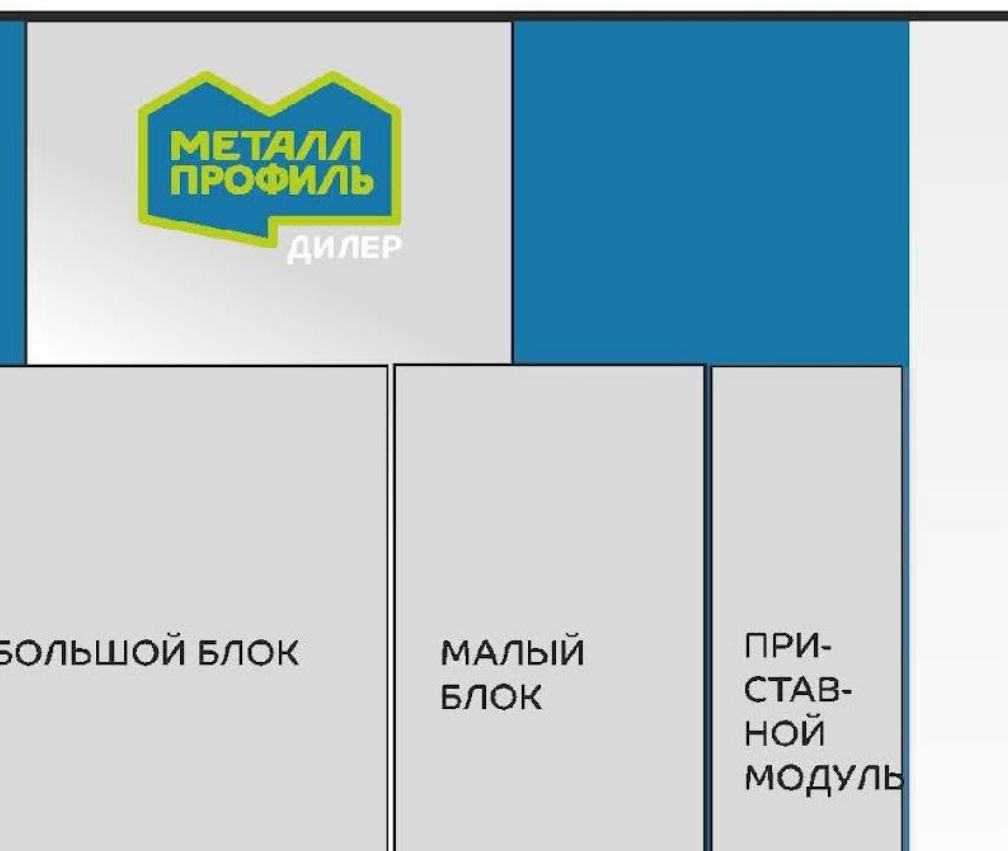 МЕТАЛЛ
ПРОФИЛЬ
ДИЛЕР
БОЛЬШОЙ БЛОК
МАЛЫЙ
БЛОК
ПРИ-
СТАВ-
НОЙ
МОДУЛЬ